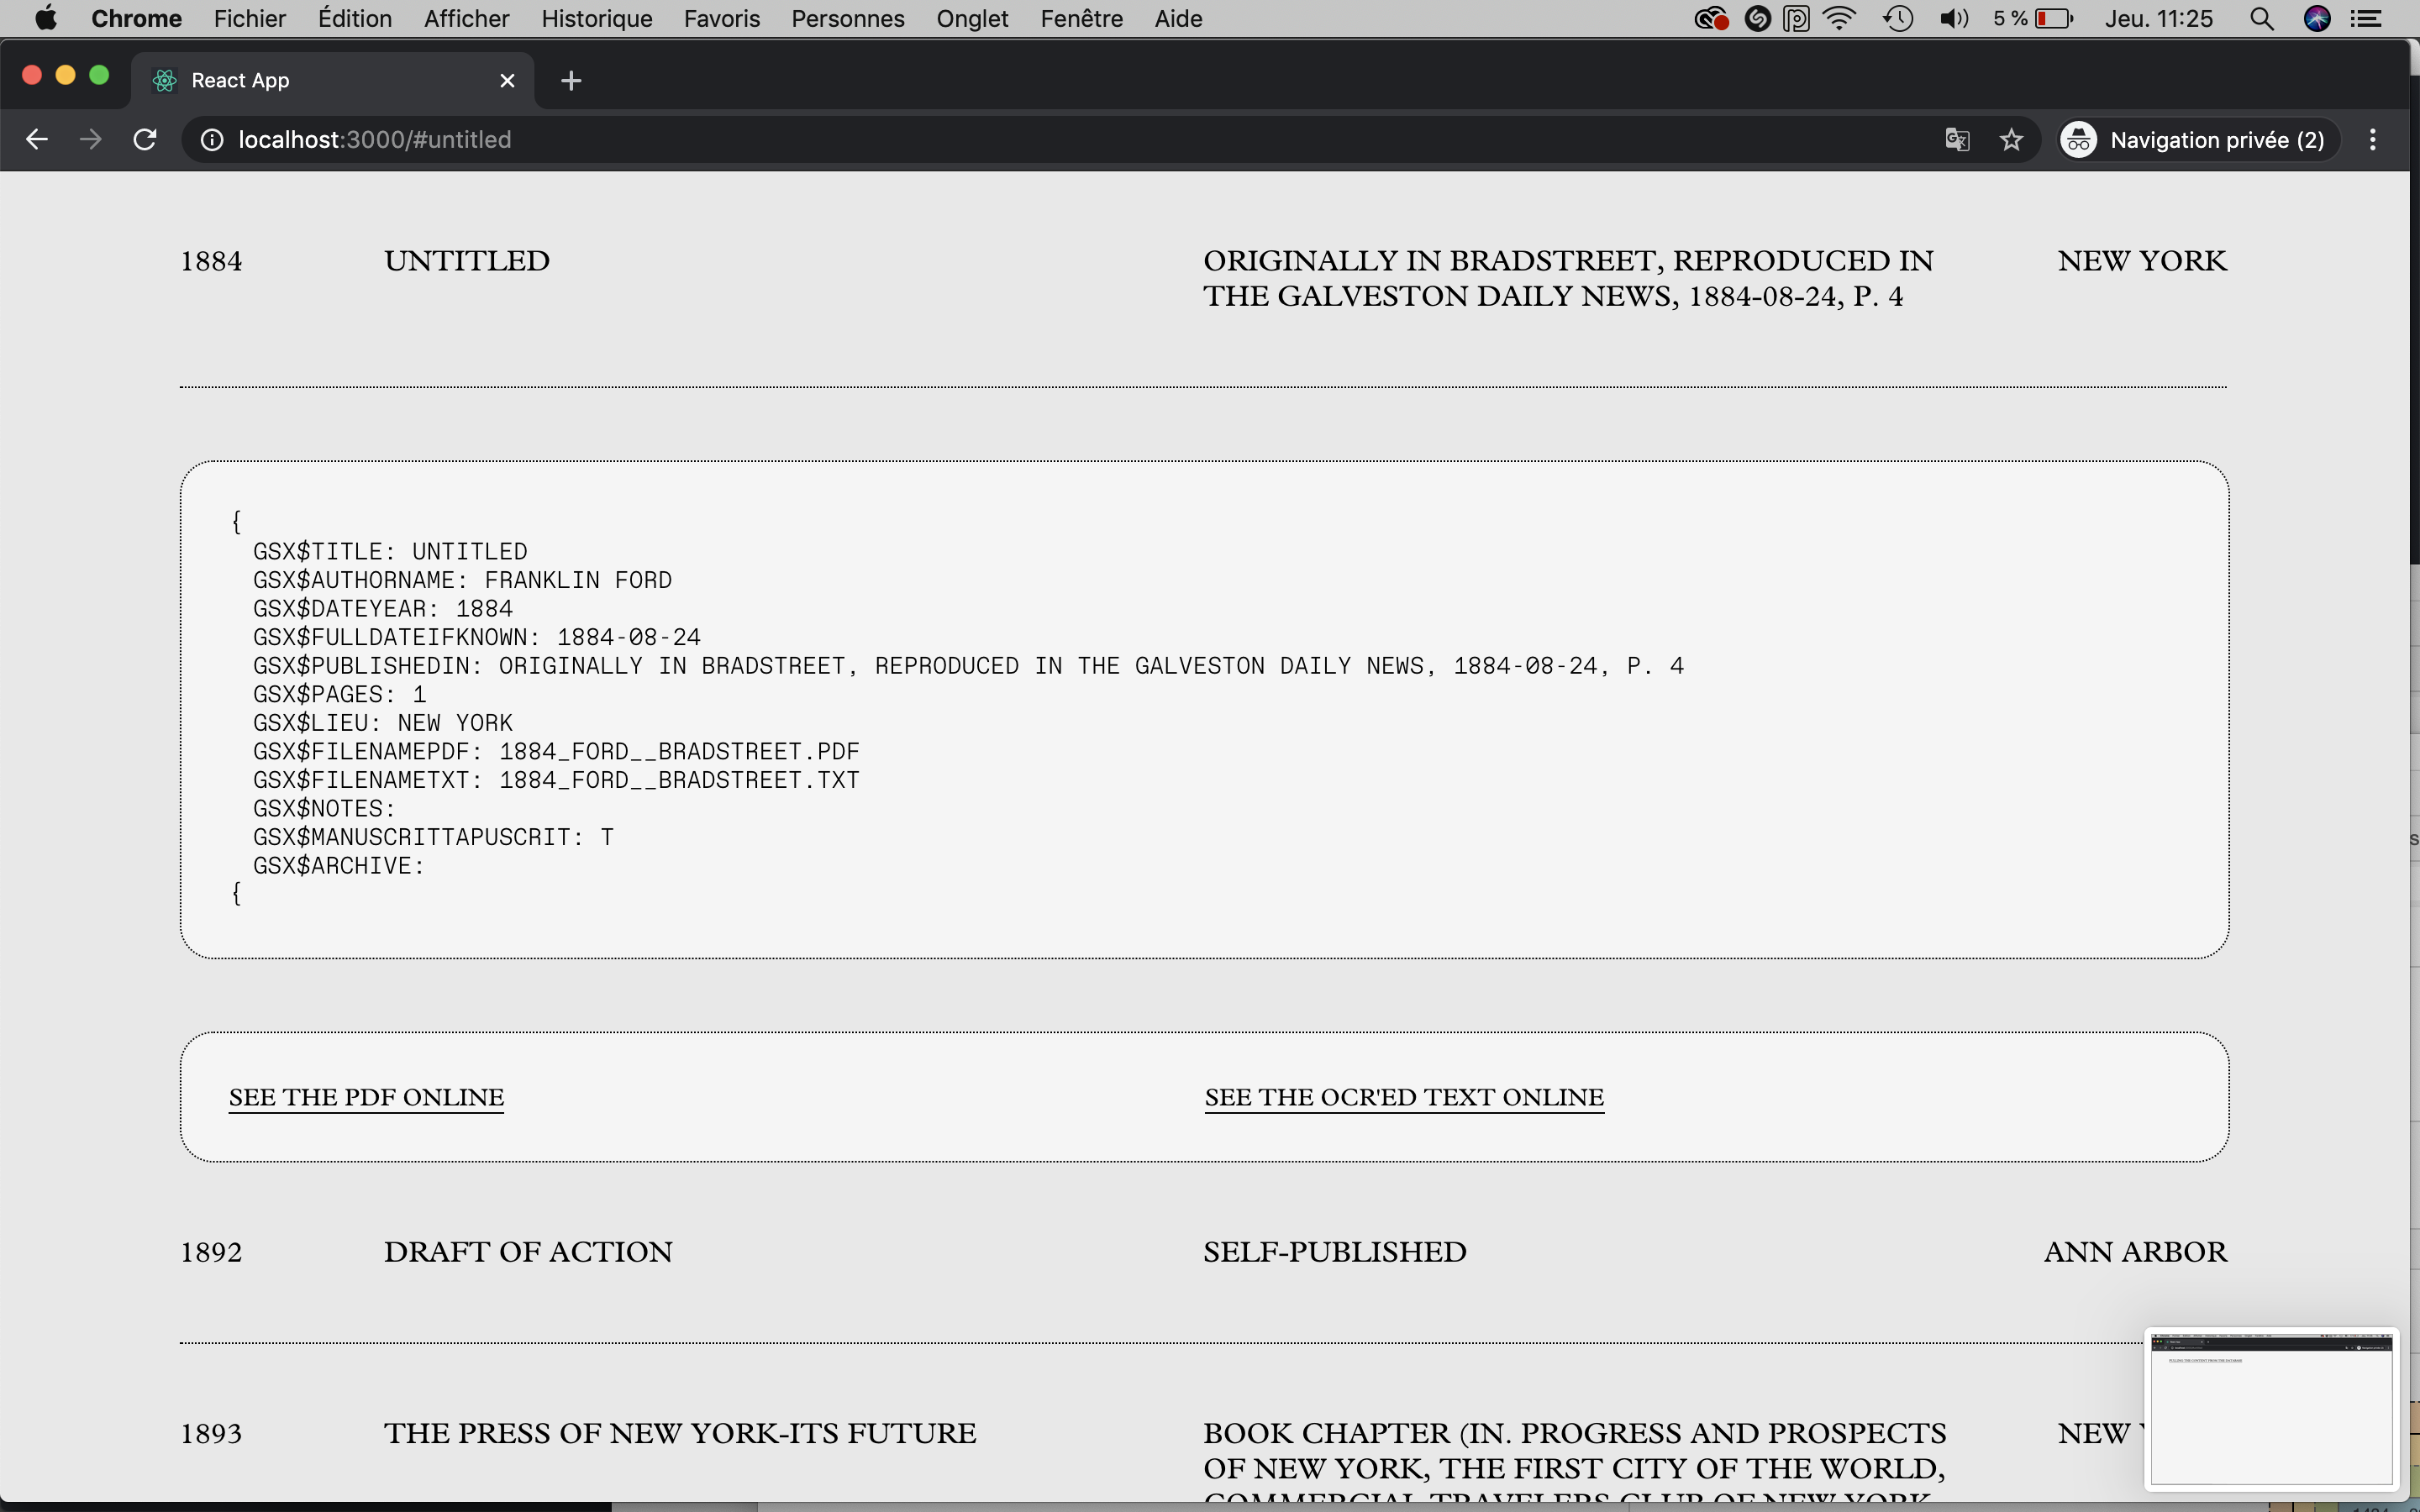 Chrome Fichier Édition Afficher Historique Favoris Personnes Onglet Fenêtre Aide 5 % Jeu. 11:25
React App
localhost:3000/#untitled Navigation privée (2)
1884 UNTITLED ORIGINALLY IN BRADSTREET, REPRODUCED IN NEW YORK
THE GALVESTON DAILY NEWS, 1884-08-24, P. 4
{
GSX$TITLE: UNTITLED
GSX$AUTHORNAME: FRANKLIN FORD
GSX$DATEYEAR: 1884
GSX$FULLDATEIFKNOWN: 1884-08-24
GSX$PUBLISHEDIN: ORIGINALLY IN BRADSTREET, REPRODUCED IN THE GALVESTON DAILY NEWS, 1884-08-24, P. 4
GSX$PAGES: 1
GSX$LIEU: NEW YORK
GSX$FILENAMEPDF: 1884_FORD__BRADSTREET.PDF
GSX$FILENAMETXT: 1884_FORD__BRADSTREET.TXT
GSX$NOTES:
GSX$MANUSCRITTAPUSCRIT: T
GSX$ARCHIVE:
{
SEE THE PDF ONLINE SEE THE OCR'ED TEXT ONLINE
1892 DRAFT OF ACTION SELF-PUBLISHED ANN ARBOR
1893 THE PRESS OF NEW YORK-ITS FUTURE BOOK CHAPTER (IN. PROGRESS AND PROSPECTS NEW
OF NEW YORK, THE FIRST CITY OF THE WORLD,
COMMERCIAL TRAVELERS CLUB OF NEW YORK,